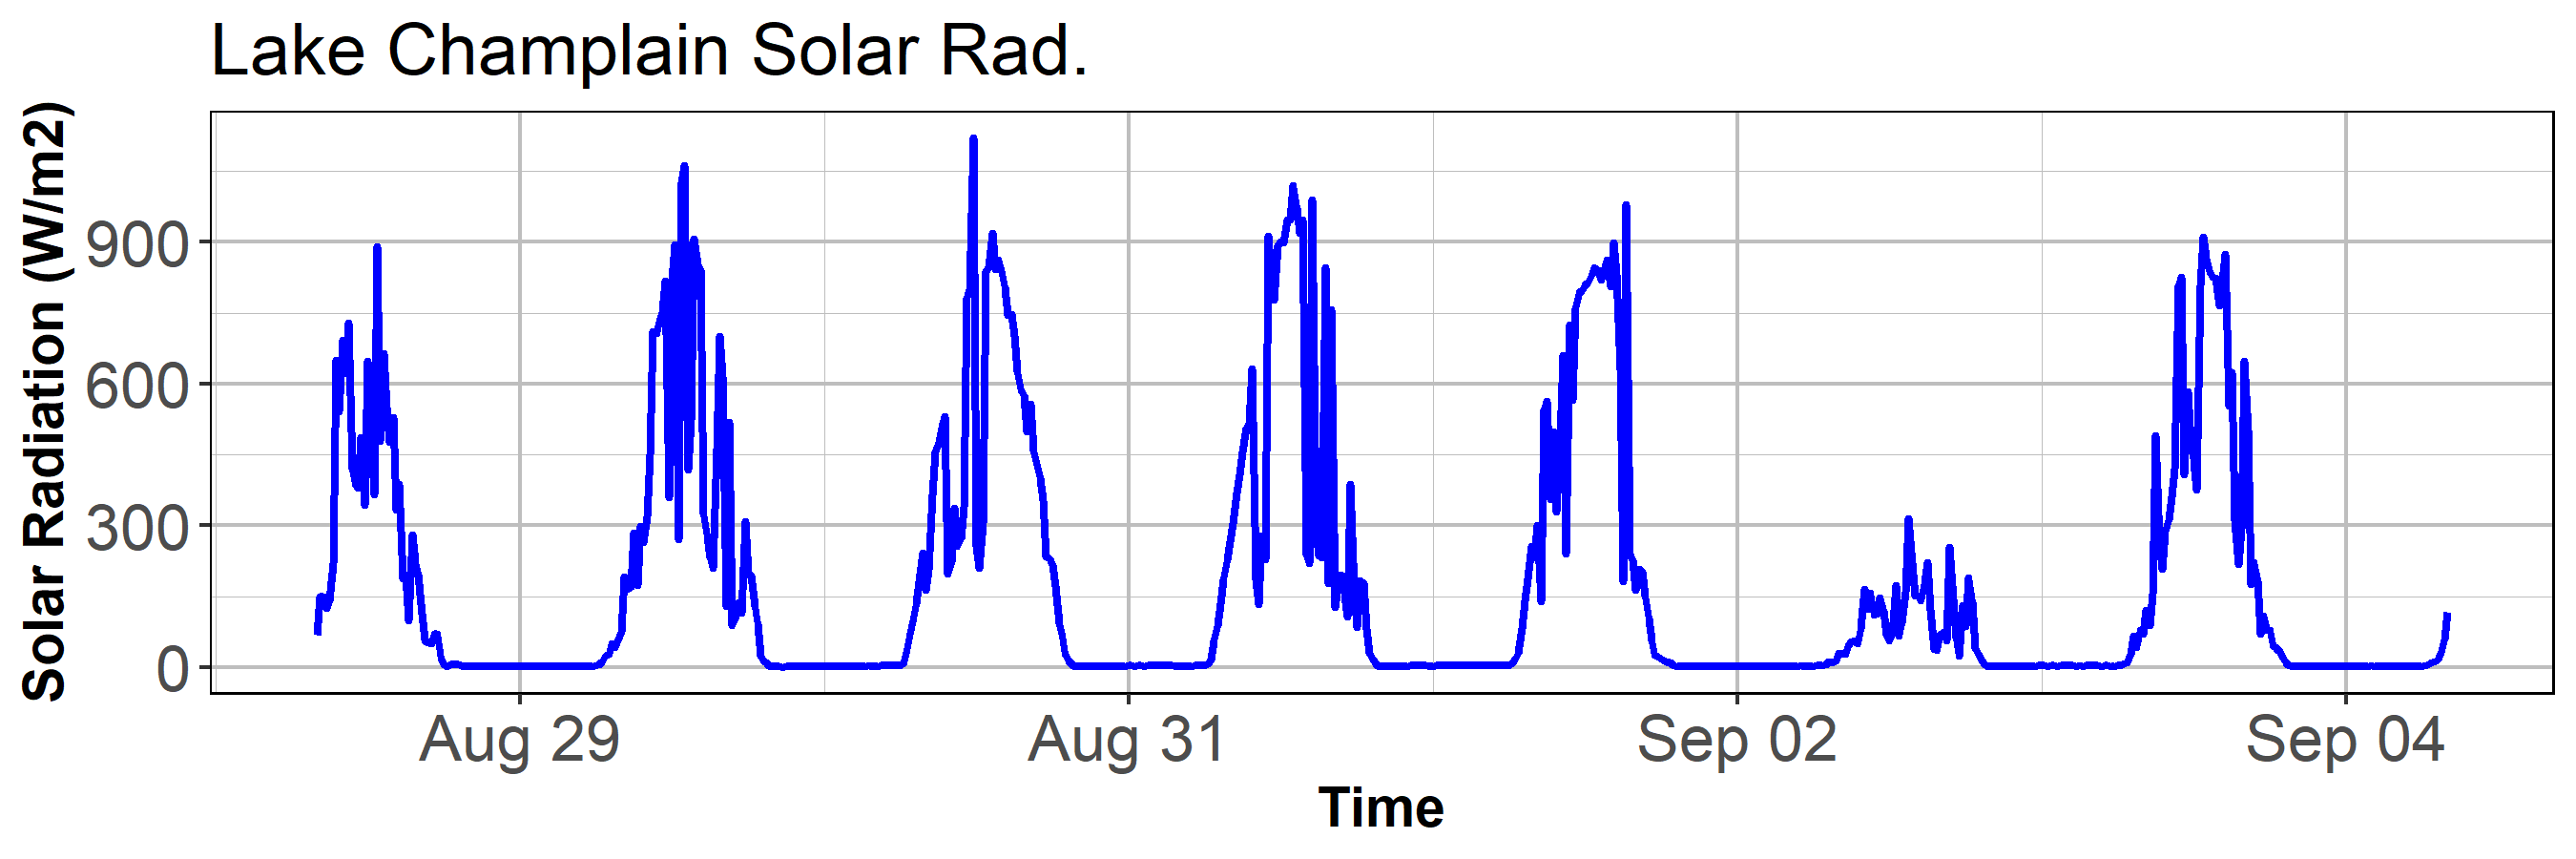 Lake Champlain Solar Rad.
Solar Radiation (W/m2)
900
600
300
0
Aug 29 Aug 31 Sep 02 Sep 04
Time